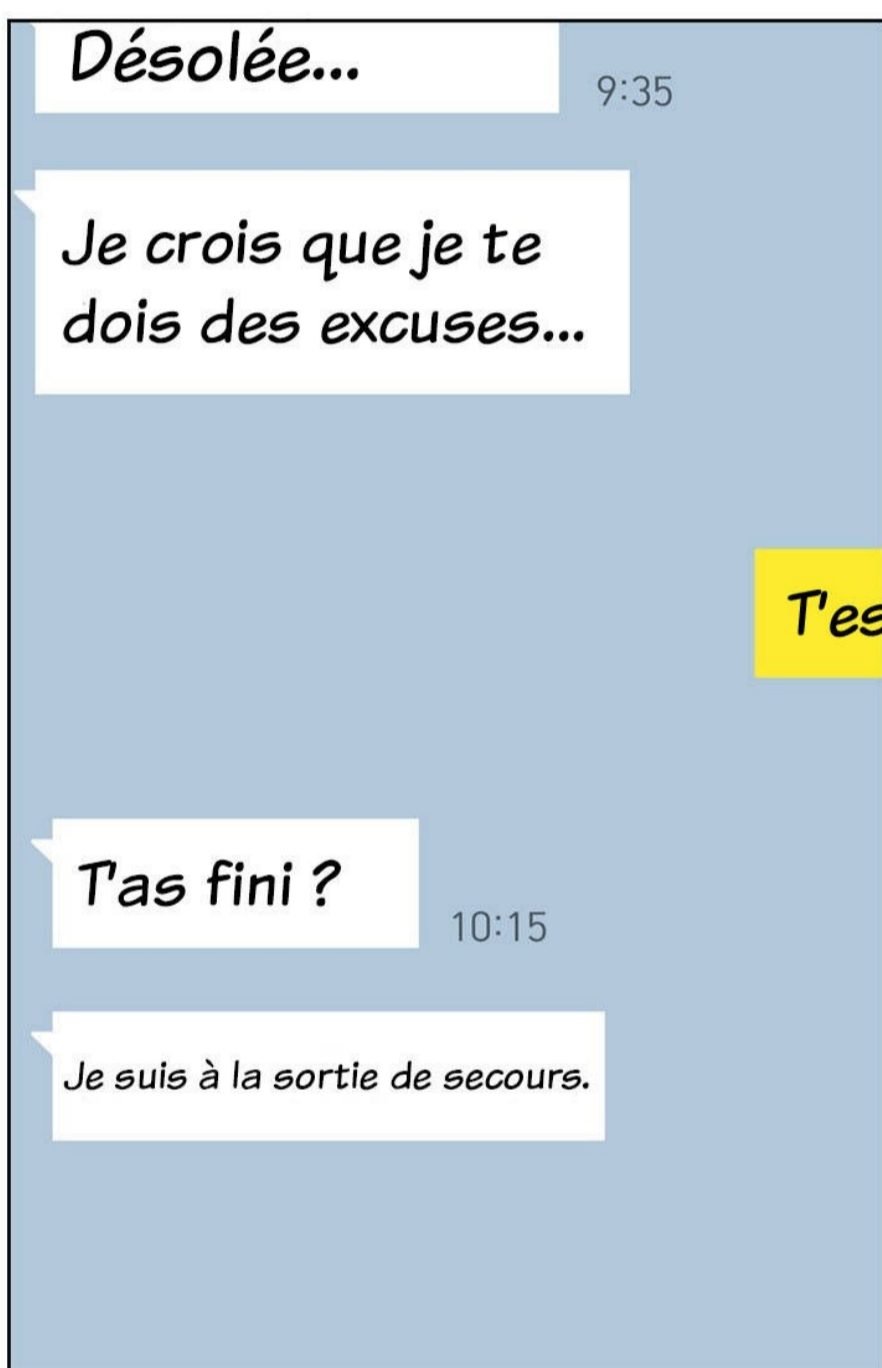 Désolée...
9:35
Je crois que je te
dois des excuses...
T'es
T'as fini ?
10:15
Je suis à la sortie de secours.